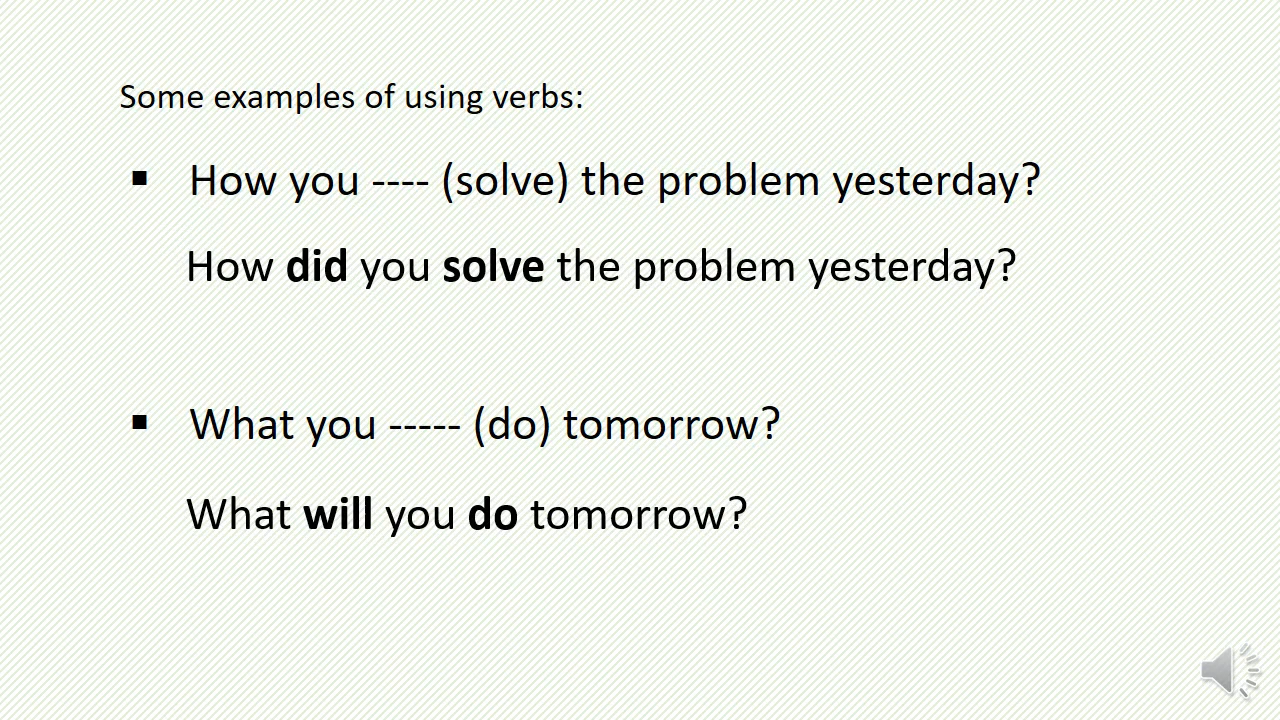 Some examples of using verbs:
▪ How you ---- (solve) the problem yesterday?
How did you solve the problem yesterday?
▪ What you ----- (do) tomorrow?
What will you do tomorrow?